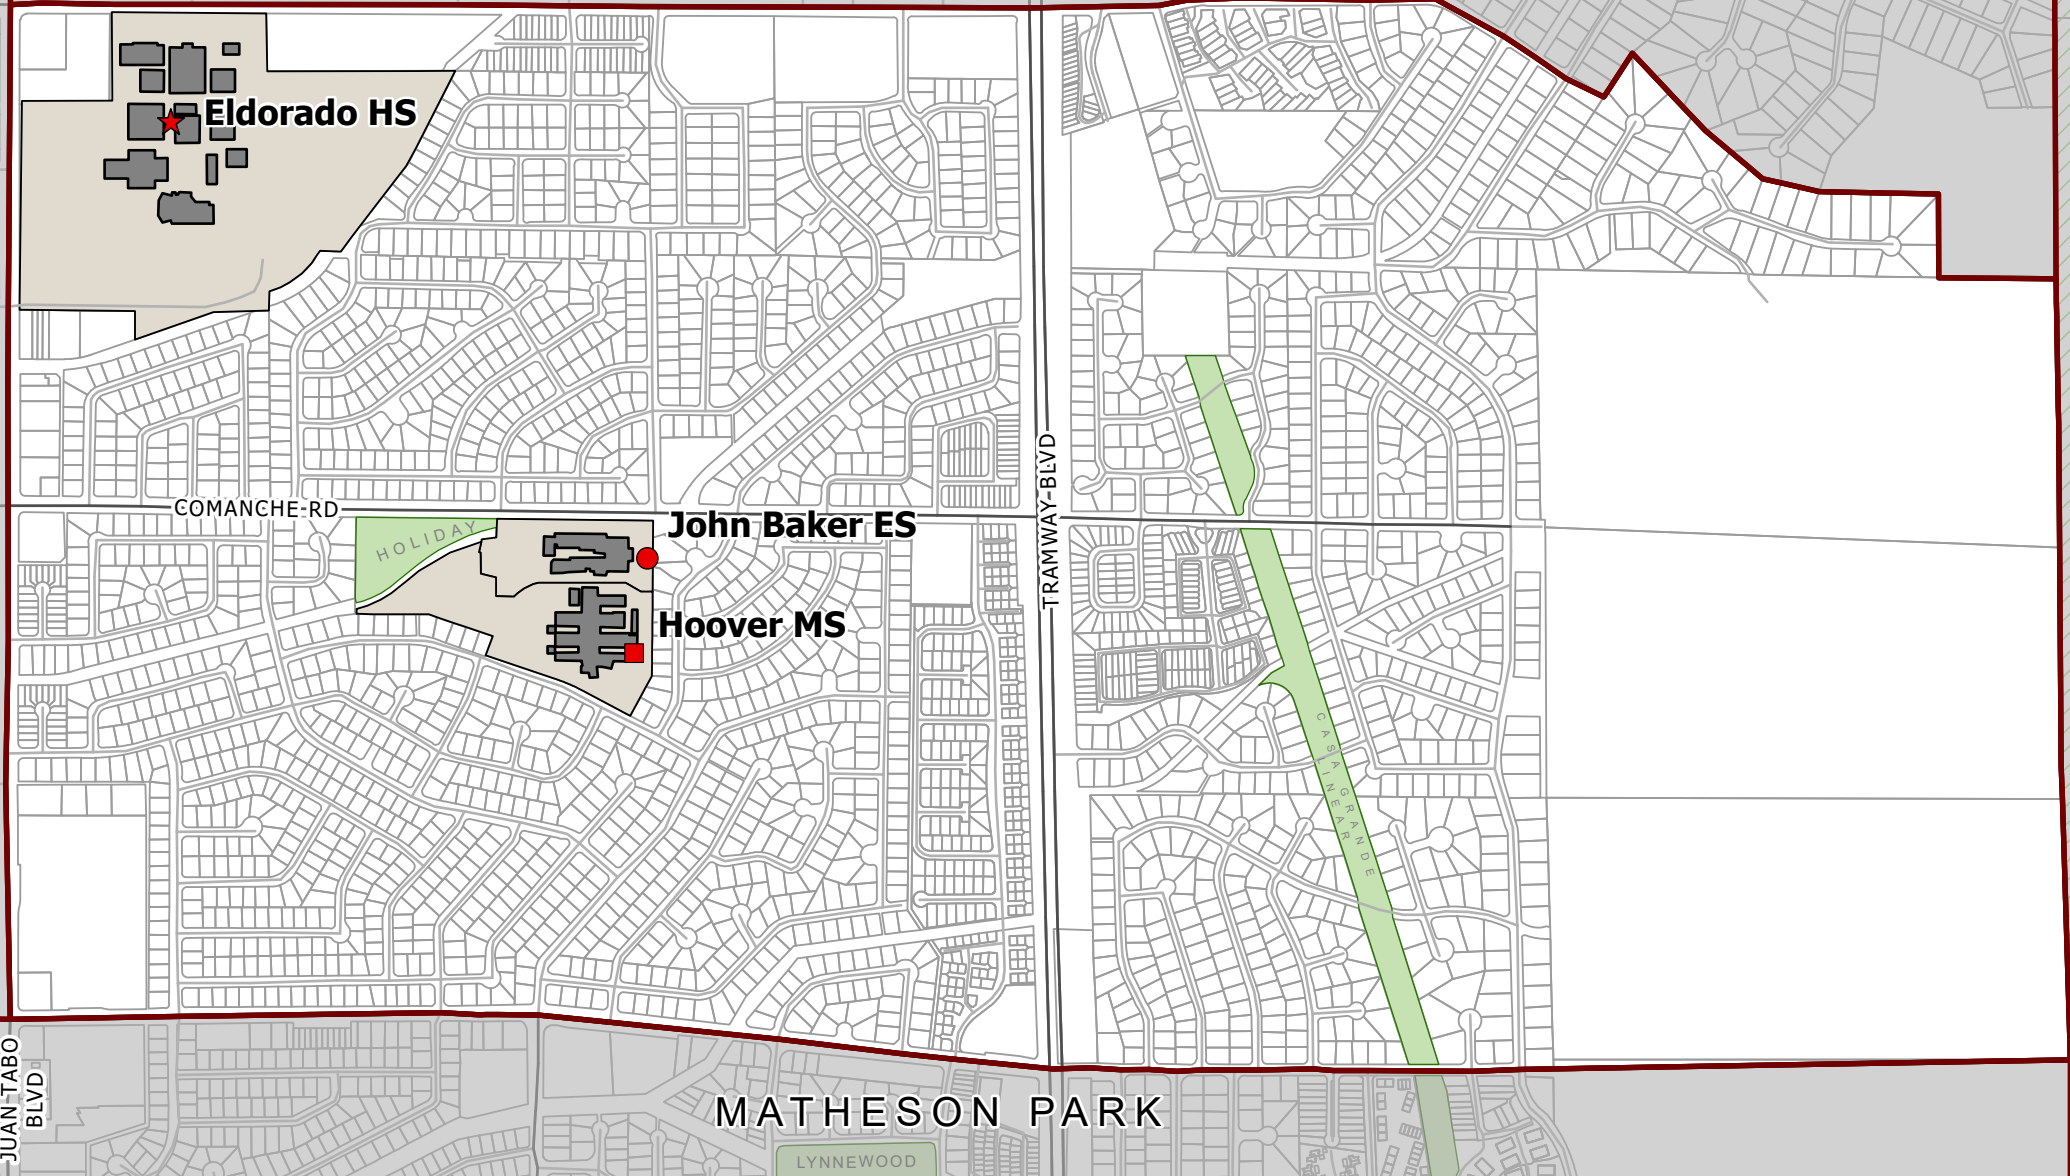 Eldorado HS
COMANCHE RD
HOLIDAY
John Baker ES
TRAMWAY BLVD
Hoover MS
CASA GRANDE
LINEAR
JUAN TABO
BLVD
MATHESON PARK
LYNNEWOOD